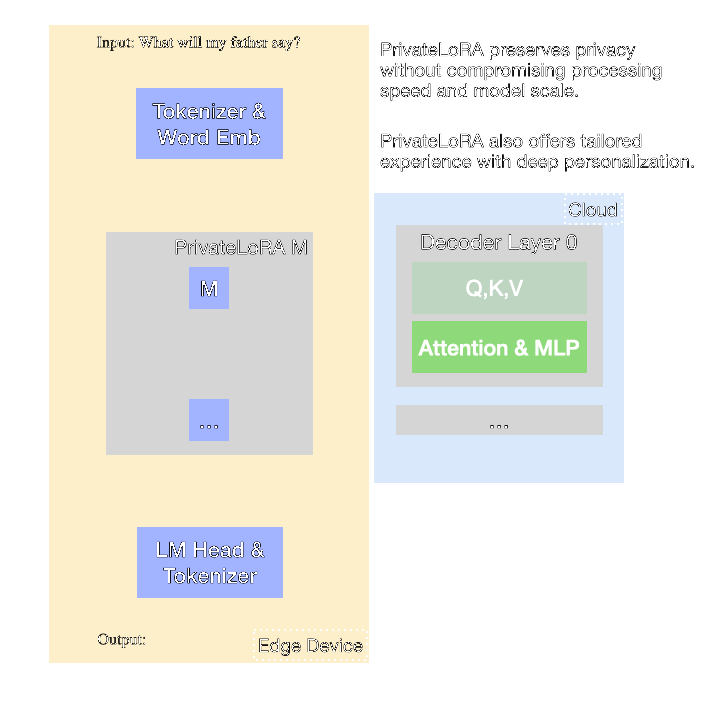 Input: What will my father say?
Tokenizer &
Word Emb
PrivateLoRA M
M
...
LM Head &
Tokenizer
Output:
Edge Device
PrivateLoRA preserves privacy
without compromising processing
speed and model scale.
PrivateLoRA also offers tailored
experience with deep personalization.
Cloud
Decoder Layer 0
Q,K,V
Attention & MLP
...